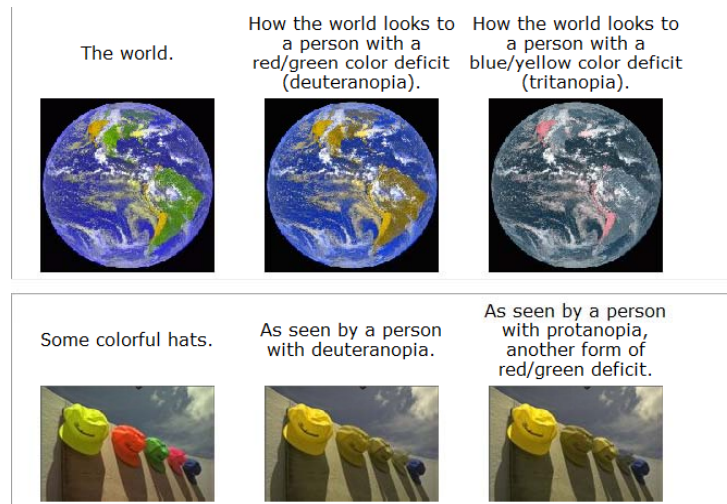 The world.
How the world looks to
a person with a
red/green color deficit
(deuteranopia).
How the world looks to
a person with a
blue/yellow color deficit
(tritanopia).
Some colorful hats.
As seen by a person
with deuteranopia.
As seen by a person
with protanopia,
another form of
red/green deficit.